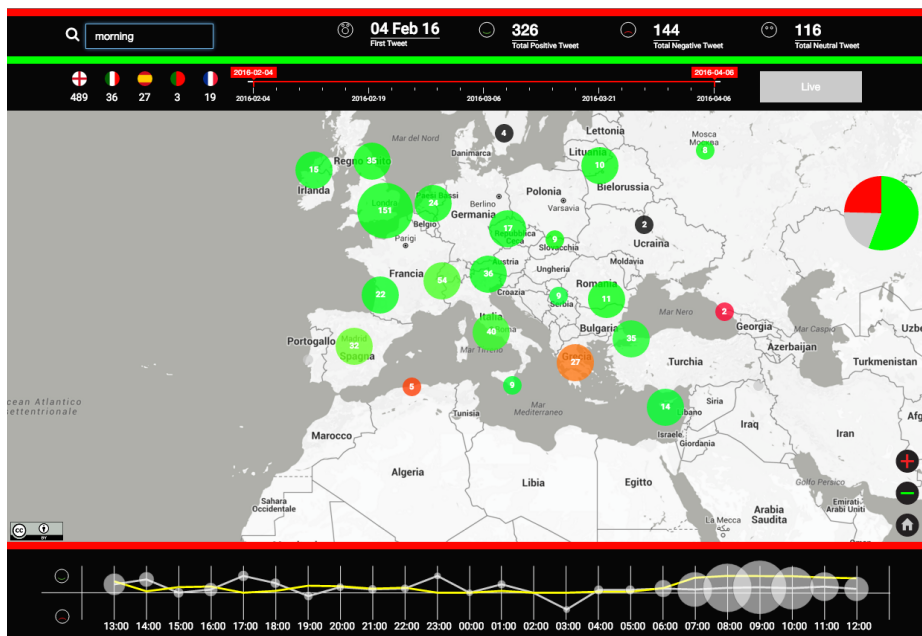 morning
04 Feb 16
First Tweet
326
Total Positive Tweet
144
Total Negative Tweet
116
Total Neutral Tweet
489
36
27
3
19
2016-02-04
2016-04-06
2016-02-04
2016-02-19
2016-03-06
2016-03-21
2016-04-06
Live
Mar del Nord
4
Lettonia
Mosca
Москва
8
Danimarca
Lituania
10
15
Regno Unito
35
Irlanda
Bielorussia
Londra
151
Paesi Bassi
24
Berlino
Polonia
Varsavia
Germania
Belgio
17
Repubblica
Ceca
9
Slovacchia
2
Ucraina
Parigi
Austria
Ungheria
Moldavia
Francia
54
36
Croazia
9
Serbia
Romania
11
22
Italia
40
Roma
Mar Nero
2
Georgia
Mar Caspio
Bulgaria
35
Azerbaijan
Portogallo
Madrid
32
Spagna
Mar Tirreno
Grecia
27
Turchia
Turkmenistan
5
9
14
Siria
Libano
Tunisia
Mar
Mediterraneo
Iraq
Iran
Israele
Giordania
Marocco
Algeria
Libia
Egitto
Golfo Persico
Sahara
Occidentale
Arabia
Saudita
Emirati
Arabi Uniti
La Mecca
مكة
cc
BY
13:00 14:00 15:00 16:00 17:00 18:00 19:00 20:00 21:00 22:00 23:00 00:00 01:00 02:00 03:00 04:00 05:00 06:00 07:00 08:00 09:00 10:00 11:00 12:00